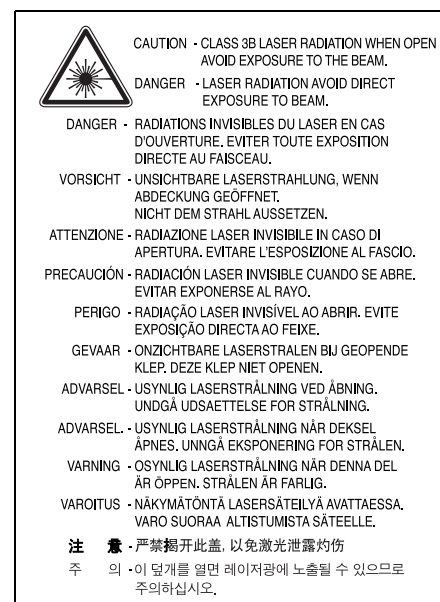 CAUTION - CLASS 3B LASER RADIATION WHEN OPEN
AVOID EXPOSURE TO THE BEAM.
DANGER - LASER RADIATION AVOID DIRECT
EXPOSURE TO BEAM.
DANGER - RADIATIONS INVISIBLES DU LASER EN CAS
D'OUVERTURE. EVITER TOUTE EXPOSITION
DIRECTE AU FAISCEAU.
VORSICHT - UNSICHTBARE LASERSTRAHLUNG, WENN
ABDECKUNG GEÖFFNET.
NICHT DEM STRAHL AUSSETZEN.
ATTENZIONE - RADIAZIONE LASER INVISIBILE IN CASO DI
APERTURA. EVITARE L'ESPOSIZIONE AL FASCIO.
PRECAUCIÓN - RADIACIÓN LASER INVISIBLE CUANDO SE ABRE.
EVITAR EXPONERSE AL RAYO.
PERIGO - RADIAÇÃO LASER INVISÍVEL AO ABRIR. EVITE
EXPOSIÇÃO DIRECTA AO FEIXE.
GEVAAR - ONZICHTBARE LASERSTRALEN BIJ GEOPENDE
KLEP. DEZE KLEP NIET OPENEN.
ADVARSEL - USYNLIG LASERSTRÅLNING VED ÅBNING.
UNDGÅ UDSAETTELSE FOR STRÅLNING.
ADVARSEL. - USYNLIG LASERSTRÅLNING NÅR DEKSEL
ÅPNES. UNNGÅ EKSPONERING FOR STRÅLEN.
VARNING - OSYNLIG LASERSTRÅLNING NÄR DENNA DEL
ÄR ÖPPEN. STRÅLEN ÄR FARLIG.
VAROITUS - NÄKYMÄTÖNTÄ LASERSÄTEILYÄ AVATTAESSA.
VARO SUORAA ALTISTUMISTA SÄTEELLE.
注 意 - 严禁揭开此盖, 以免激光泄露灼伤
주 의 - 이 덮개를 열면 레이저광에 노출될 수 있으므로
주의하십시오.